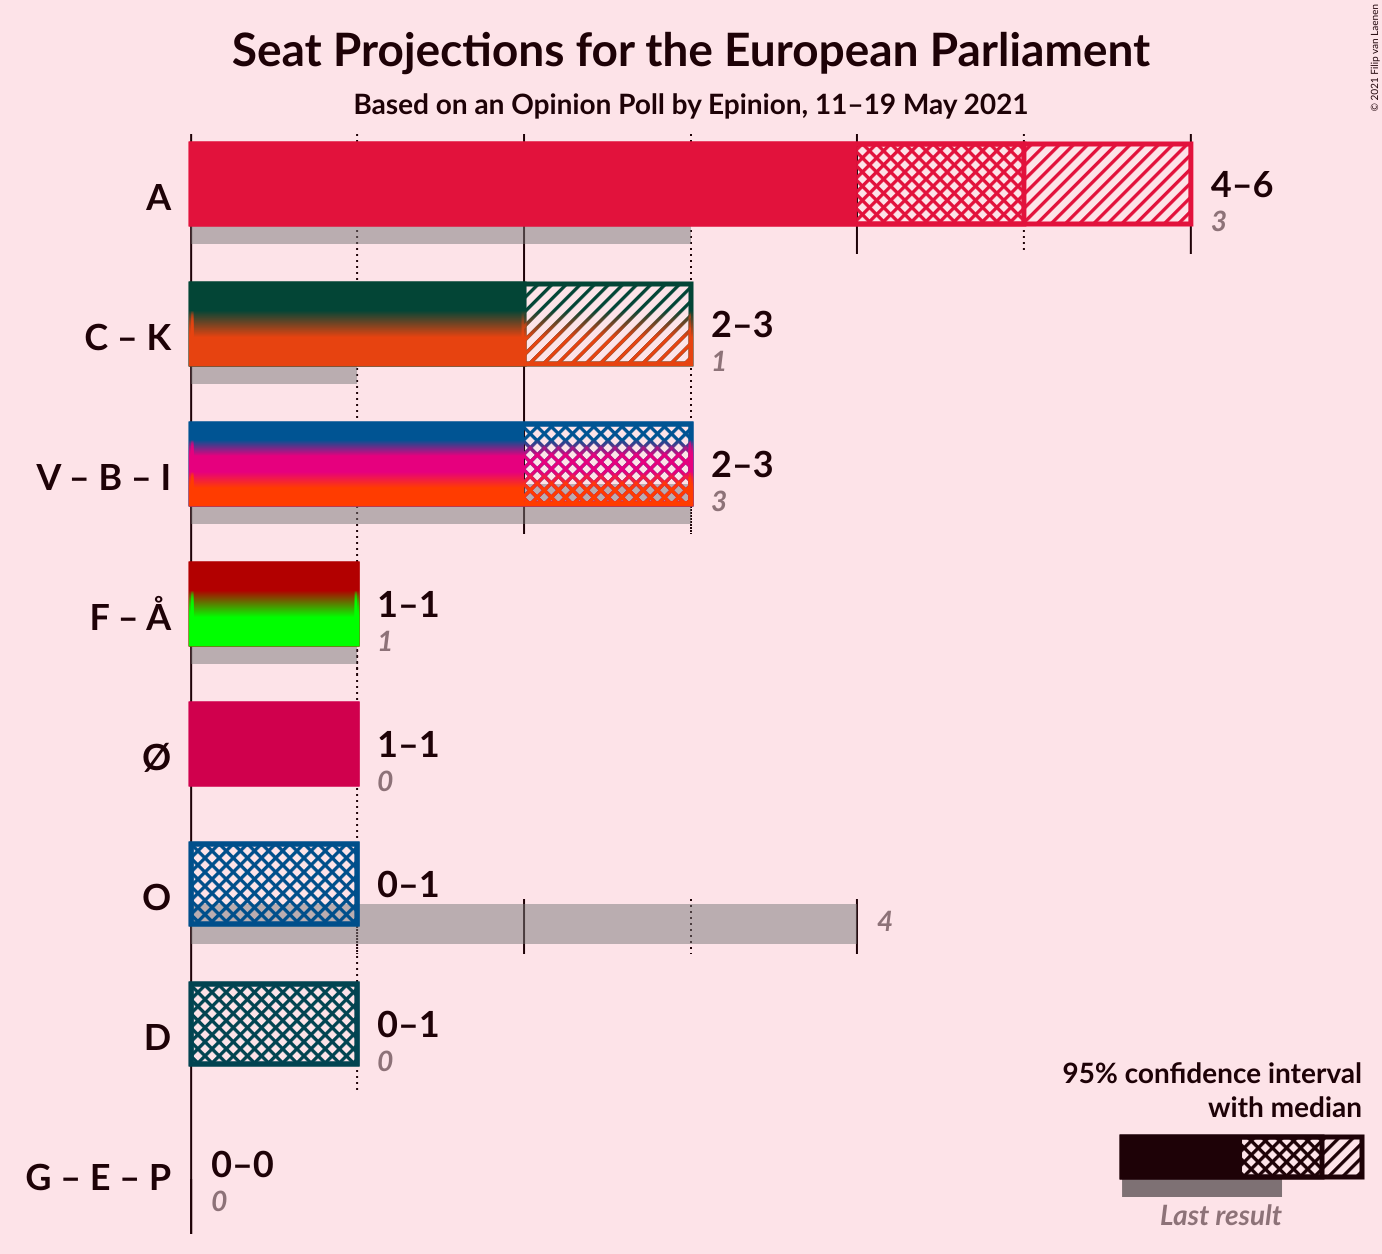 Seat Projections for the European Parliament
Based on an Opinion Poll by Epinion, 11–19 May 2021
© 2021 Filip van Laenen
A
4–6
3
C – K
2–3
1
V – B – I
2–3
3
F – Å
1–1
1
Ø
1–1
0
O
0–1
4
D
0–1
0
G – E – P
0–0
0
95% confidence interval
with median
Last result